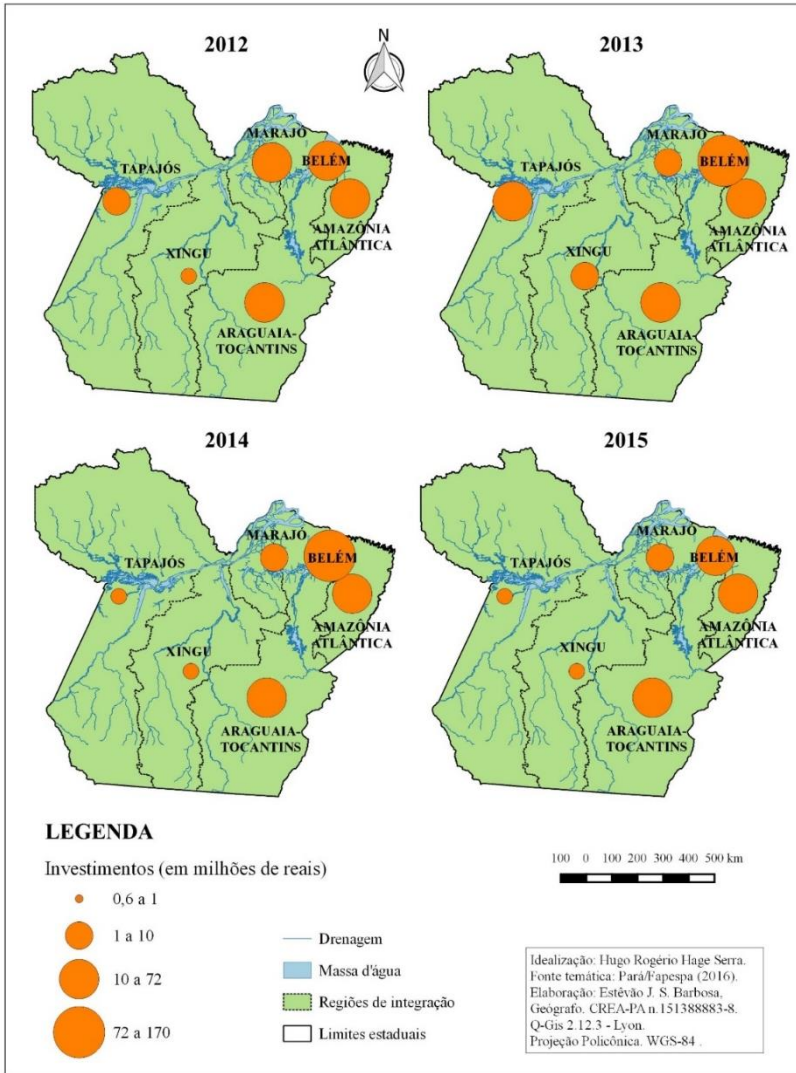 2012
N
2013
MARAJÓ
BELÉM
TAPAJÓS
AMAZÔNIA
ATLÂNTICA
XINGU
ARAGUAIA-
TOCANTINS
MARAJÓ
BELÉM
TAPAJÓS
AMAZÔNIA
ATLÂNTICA
XINGU
ARAGUAIA-
TOCANTINS
2014
2015
MARAJÓ
BELÉM
TAPAJÓS
AMAZÔNIA
ATLÂNTICA
XINGU
ARAGUAIA-
TOCANTINS
MARAJÓ
BELÉM
TAPAJÓS
AMAZÔNIA
ATLÂNTICA
XINGU
ARAGUAIA-
TOCANTINS
LEGENDA
Investimentos (em milhões de reais)
0,6 a 1
1 a 10
10 a 72
72 a 170
Drenagem
Massa d'água
Regiões de integração
Limites estaduais
100 0 100 200 300 400 500 km
Idealização: Hugo Rogério Hage Serra.
Fonte temática: Pará/Fapespa (2016).
Elaboração: Estêvão J. S. Barbosa,
Geógrafo. CREA-PA n.151388883-8.
Q-Gis 2.12.3 - Lyon.
Projeção Policônica. WGS-84 .